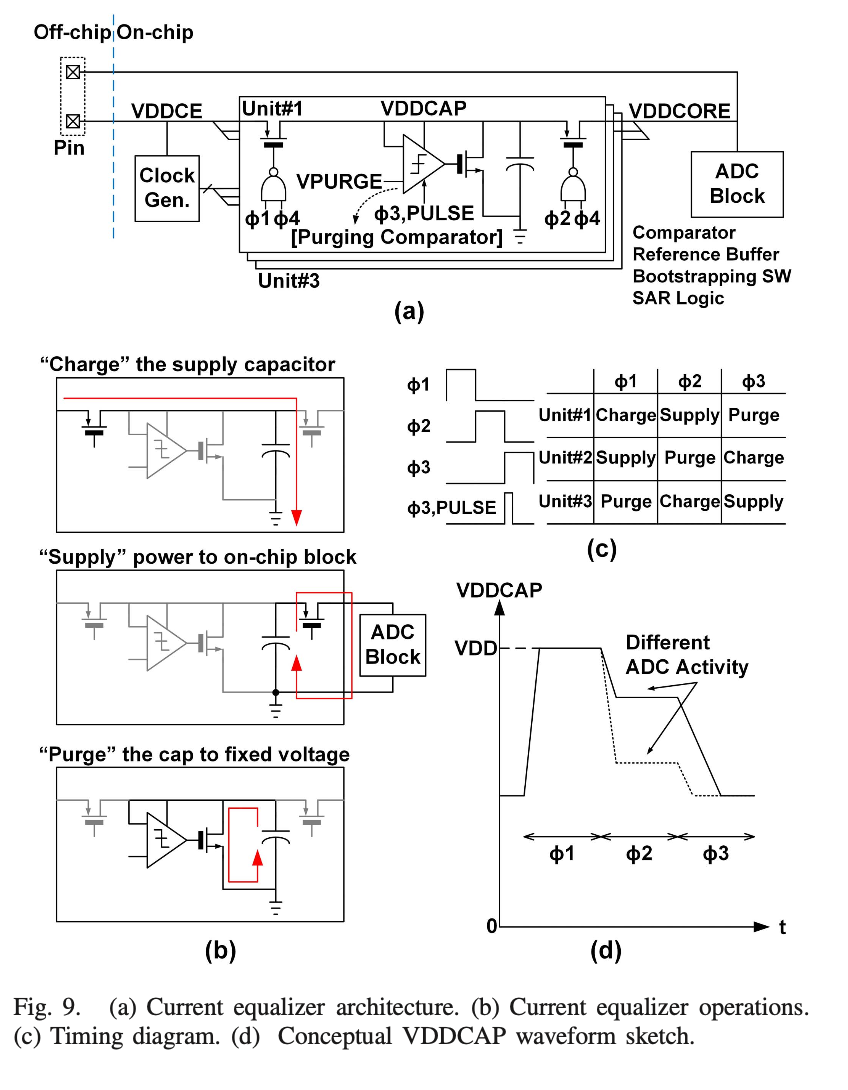 Off-chip On-chip
VDDCE
Unit#1
VDDCAP
VDDCORE
Pin
Clock
Gen.
VPURGE
ADC
Block
ϕ1 ϕ4
ϕ3,PULSE
ϕ2 ϕ4
[Purging Comparator]
Unit#3
Comparator
Reference Buffer
Bootstrapping SW
SAR Logic
(a)
“Charge” the supply capacitor
“Supply” power to on-chip block
ADC
Block
“Purge” the cap to fixed voltage
(b)
ϕ1
ϕ2
ϕ3
ϕ3,PULSE
ϕ1 ϕ2 ϕ3
Unit#1 Charge Supply Purge
Unit#2 Supply Purge Charge
Unit#3 Purge Charge Supply
(c)
VDDCAP
VDD
Different
ADC Activity
ϕ1 ϕ2 ϕ3
0
t
(d)
Fig. 9. (a) Current equalizer architecture. (b) Current equalizer operations.
(c) Timing diagram. (d) Conceptual VDDCAP waveform sketch.